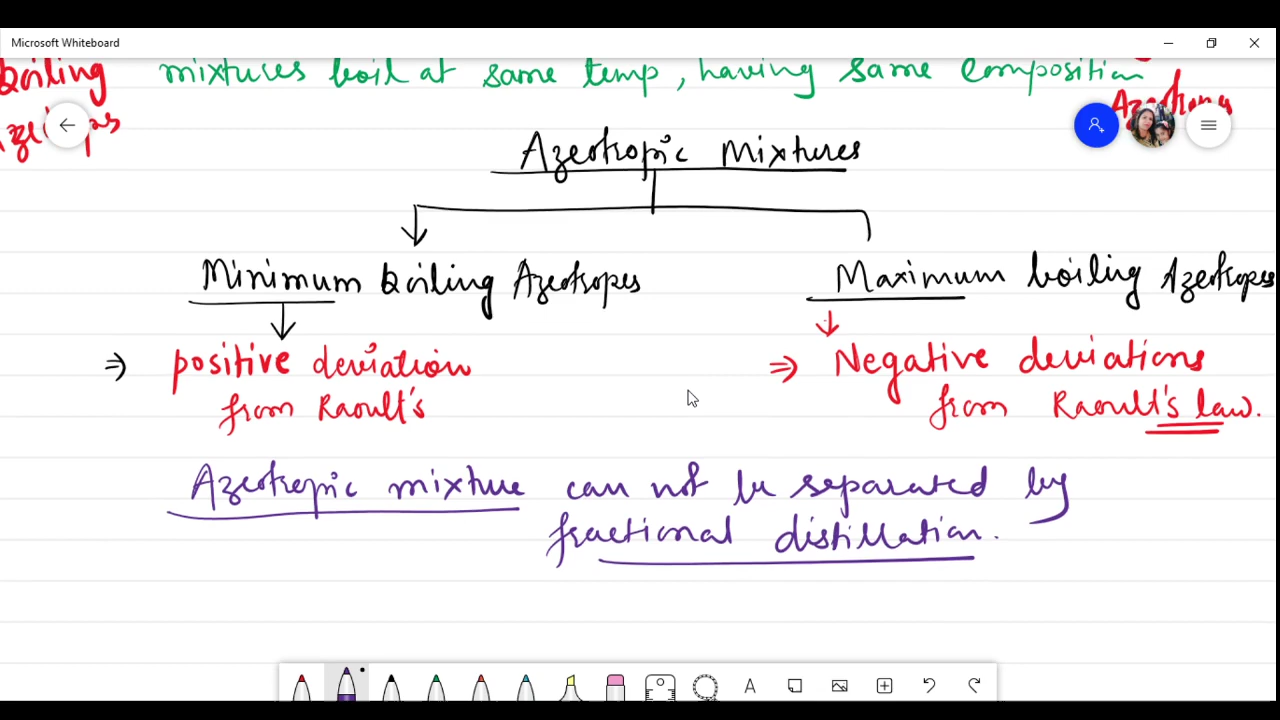 Microsoft Whiteboard
boiling mixtures boil at same temp, having same composition
Azeotropic Mixtures
Minimum boiling Azeotropes
Maximum boiling Azeotropes
⇒ positive deviation
from Raoult's
⇒ Negative deviations
from Raoult's law.
Azeotropic mixture can not be separated by
fractional distillation.
A